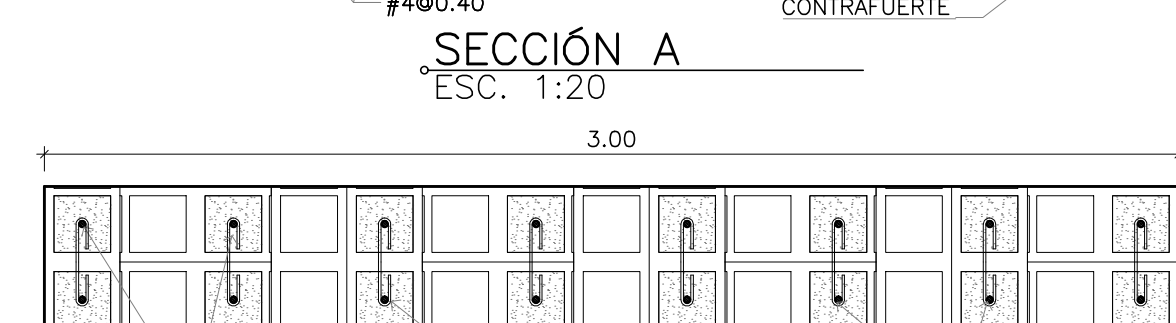 #4@0.40
CONTRAFUERTE
SECCIÓN A
ESC. 1:20
3.00